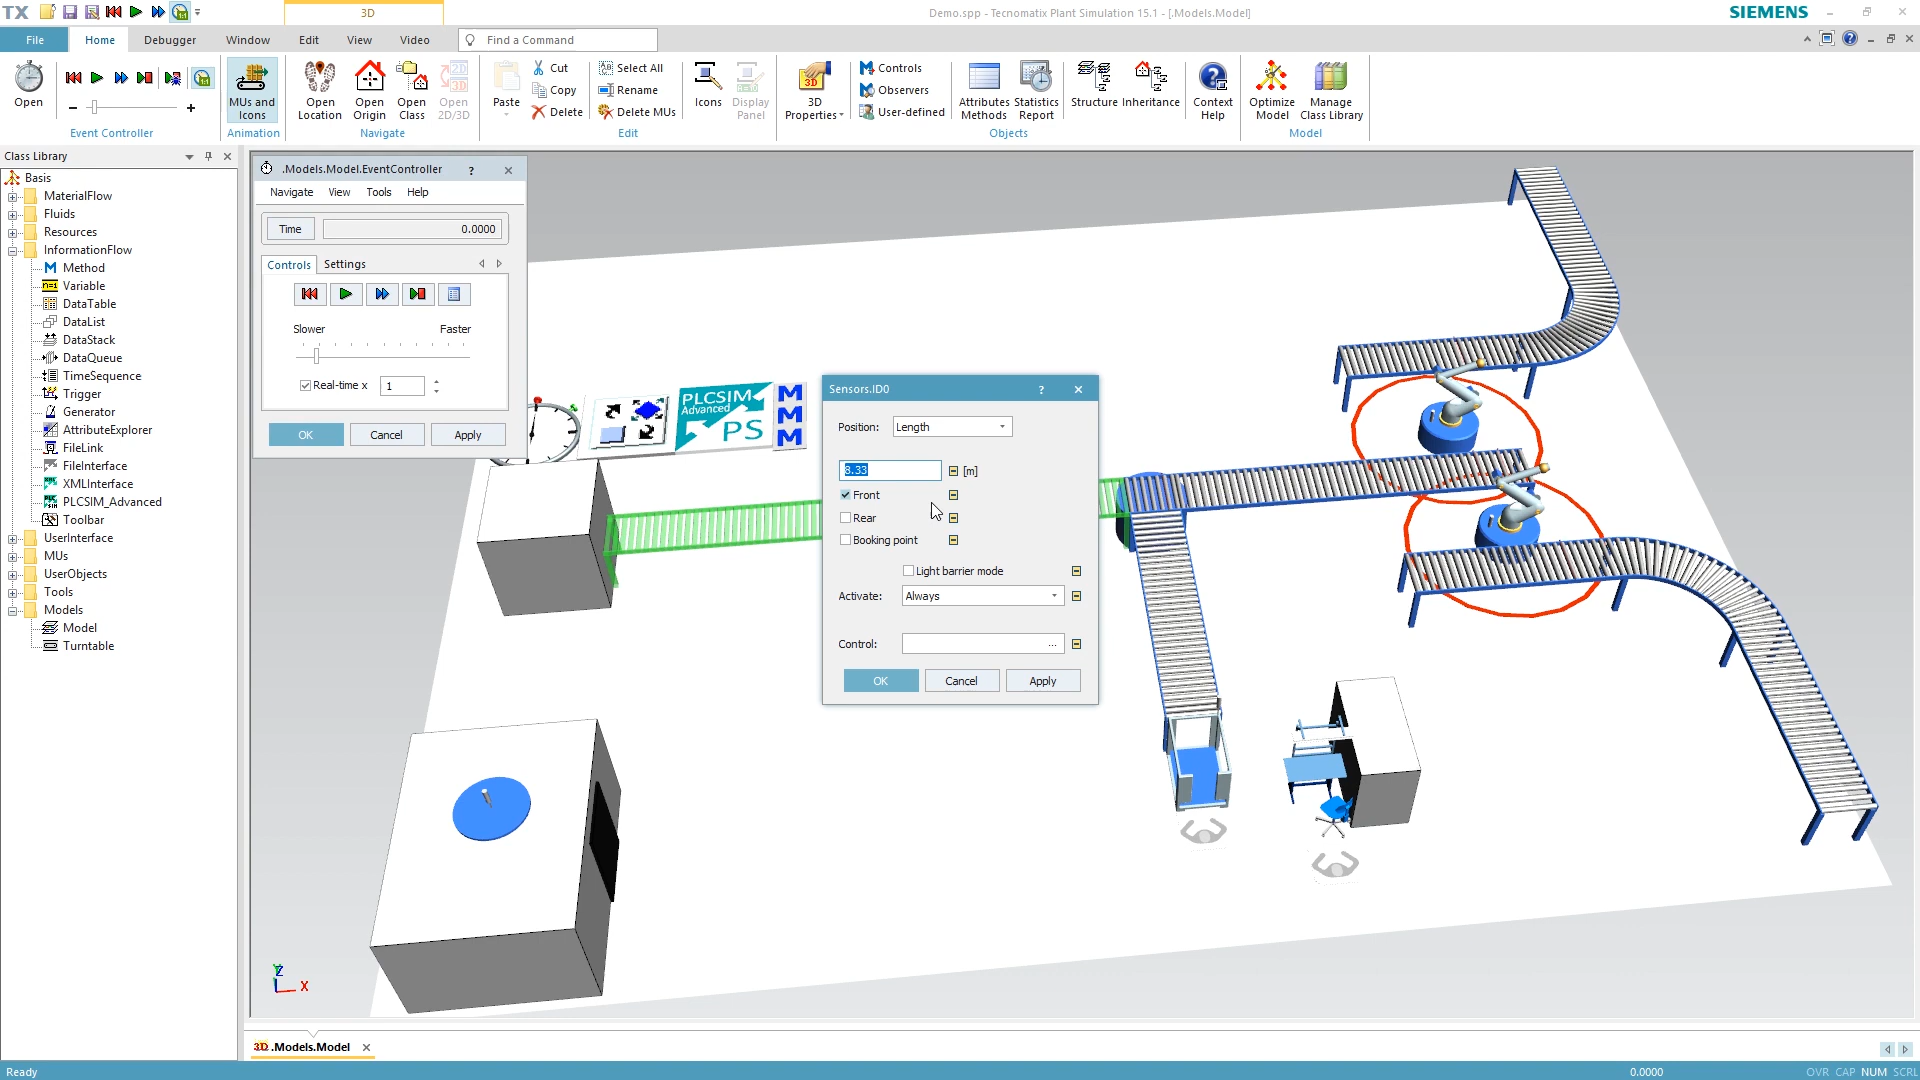 TX
3D
Demo.spp - Tecnomatix Plant Simulation 15.1 - [.Models.Model]
SIEMENS
File
Home
Debugger
Window
Edit
View
Video
Find a Command
Open
MUs and Icons
Open Location
Open Origin
Open Class
Open 2D/3D
Paste
Cut
Copy
Delete
Select All
Rename
Delete MUs
Icons
Display Panel
3D Properties
Controls
Observers
User-defined
Attributes Methods
Statistics Report
Structure
Inheritance
Context Help
Optimize Model
Manage Class Library
Event Controller
Animation
Navigate
Edit
Objects
Model
Class Library
Basis
MaterialFlow
Fluids
Resources
InformationFlow
Method
Variable
DataTable
DataList
DataStack
DataQueue
TimeSequence
Trigger
Generator
AttributeExplorer
FileLink
FileInterface
XMLInterface
PLCSIM_Advanced
Toolbar
UserInterface
MUs
UserObjects
Tools
Models
Model
Turntable
.Models.Model.EventController
?
Navigate
View
Tools
Help
Time
0.0000
Controls
Settings
Slower
Faster
Real-time x
1
OK
Cancel
Apply
PLCSIM
Advanced
PS
M
M
M
Sensors.ID0
?
Position:
Length
8.33
[m]
Front
Rear
Booking point
Light barrier mode
Activate:
Always
Control:
...
OK
Cancel
Apply
Z
X
3D .Models.Model
Ready
0.0000
OVR CAP NUM SCRL